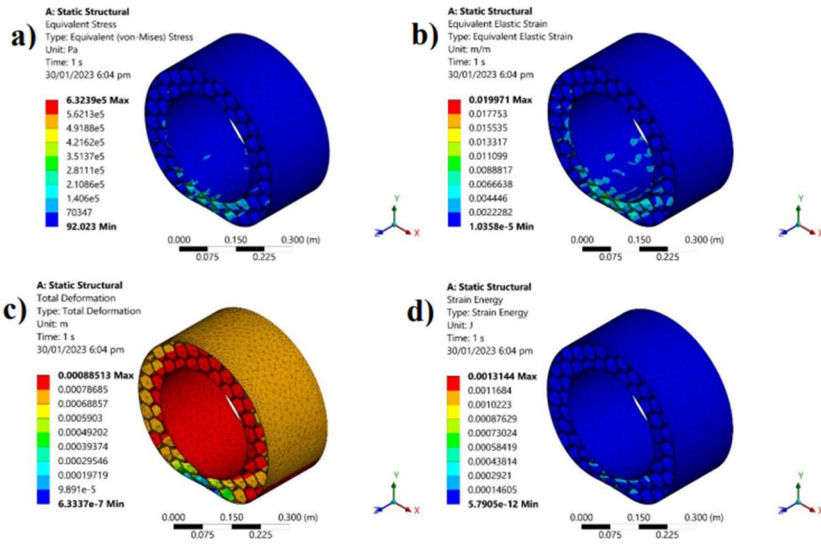 a)
A: Static Structural
Equivalent Stress
Type: Equivalent (von-Mises) Stress
Unit: Pa
Time: 1 s
30/01/2023 6:04 pm
6.3239e5 Max
5.6213e5
4.9188e5
4.2162e5
3.5137e5
2.8111e5
2.1086e5
1.406e5
70347
92.023 Min
0.000 0.150 0.300 (m)
0.075 0.225
Y
Z X
b)
A: Static Structural
Equivalent Elastic Strain
Type: Equivalent Elastic Strain
Unit: m/m
Time: 1 s
30/01/2023 6:04 pm
0.019971 Max
0.017753
0.015535
0.013317
0.011099
0.0088817
0.0066638
0.004446
0.0022282
1.0358e-5 Min
0.000 0.150 0.300 (m)
0.075 0.225
Y
Z X
c)
A: Static Structural
Total Deformation
Type: Total Deformation
Unit: m
Time: 1 s
30/01/2023 6:04 pm
0.00088513 Max
0.00078685
0.00068857
0.0005903
0.00049202
0.00039374
0.00029546
0.00019719
9.891e-5
6.3337e-7 Min
0.000 0.150 0.300 (m)
0.075 0.225
Y
Z X
d)
A: Static Structural
Strain Energy
Type: Strain Energy
Unit: J
Time: 1 s
30/01/2023 6:04 pm
0.0013144 Max
0.0011684
0.0010223
0.00087629
0.00073024
0.00058419
0.00043814
0.0002921
0.00014605
5.7905e-12 Min
0.000 0.150 0.300 (m)
0.075 0.225
Y
Z X